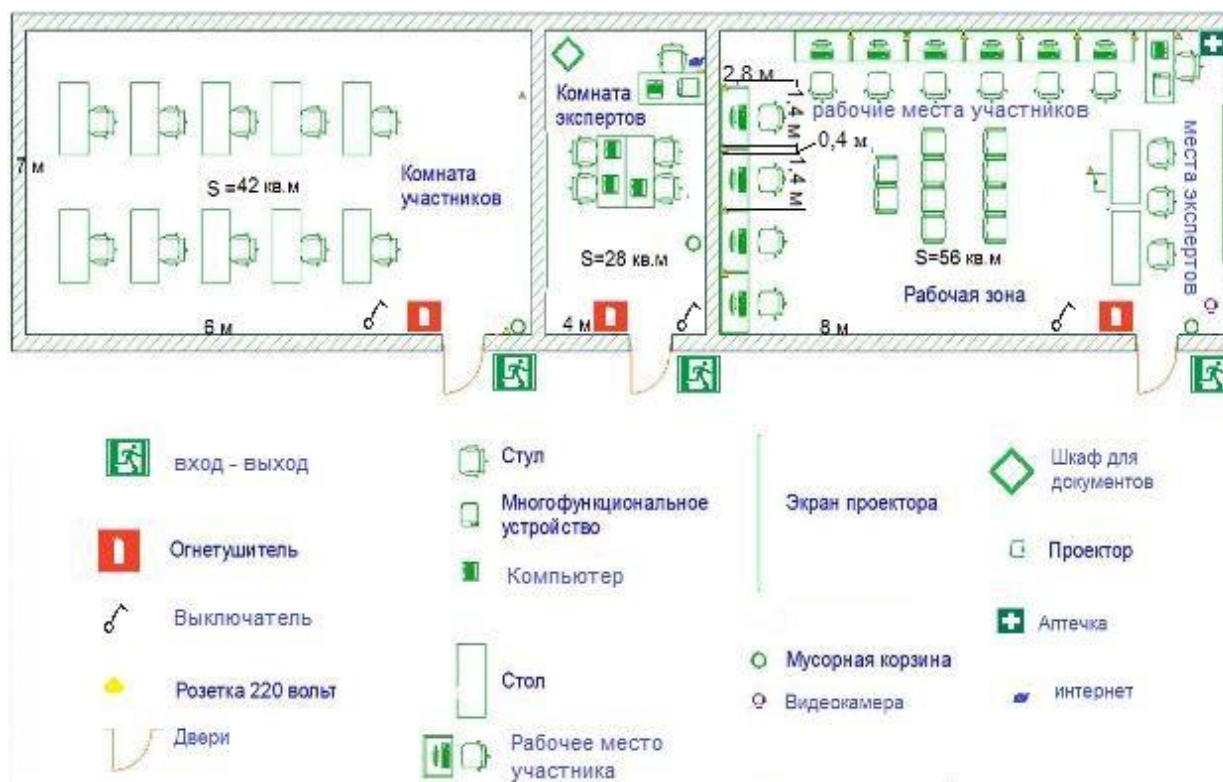 Комната
экспертов
2,8 м
1,4 м
рабочие места участников
0,4 м
1,4 м
места экспертов
7 м
S =42 кв.м
Комната
участников
S=28 кв.м
S=56 кв.м
Рабочая зона
6 м
4 м
8 м
вход - выход
Огнетушитель
Выключатель
Розетка 220 вольт
Двери
Стул
Многофункциональное
устройство
Компьютер
Стол
Рабочее место
участника
Экран проектора
Мусорная корзина
Видеокамера
Шкаф для
документов
Проектор
Аптечка
интернет